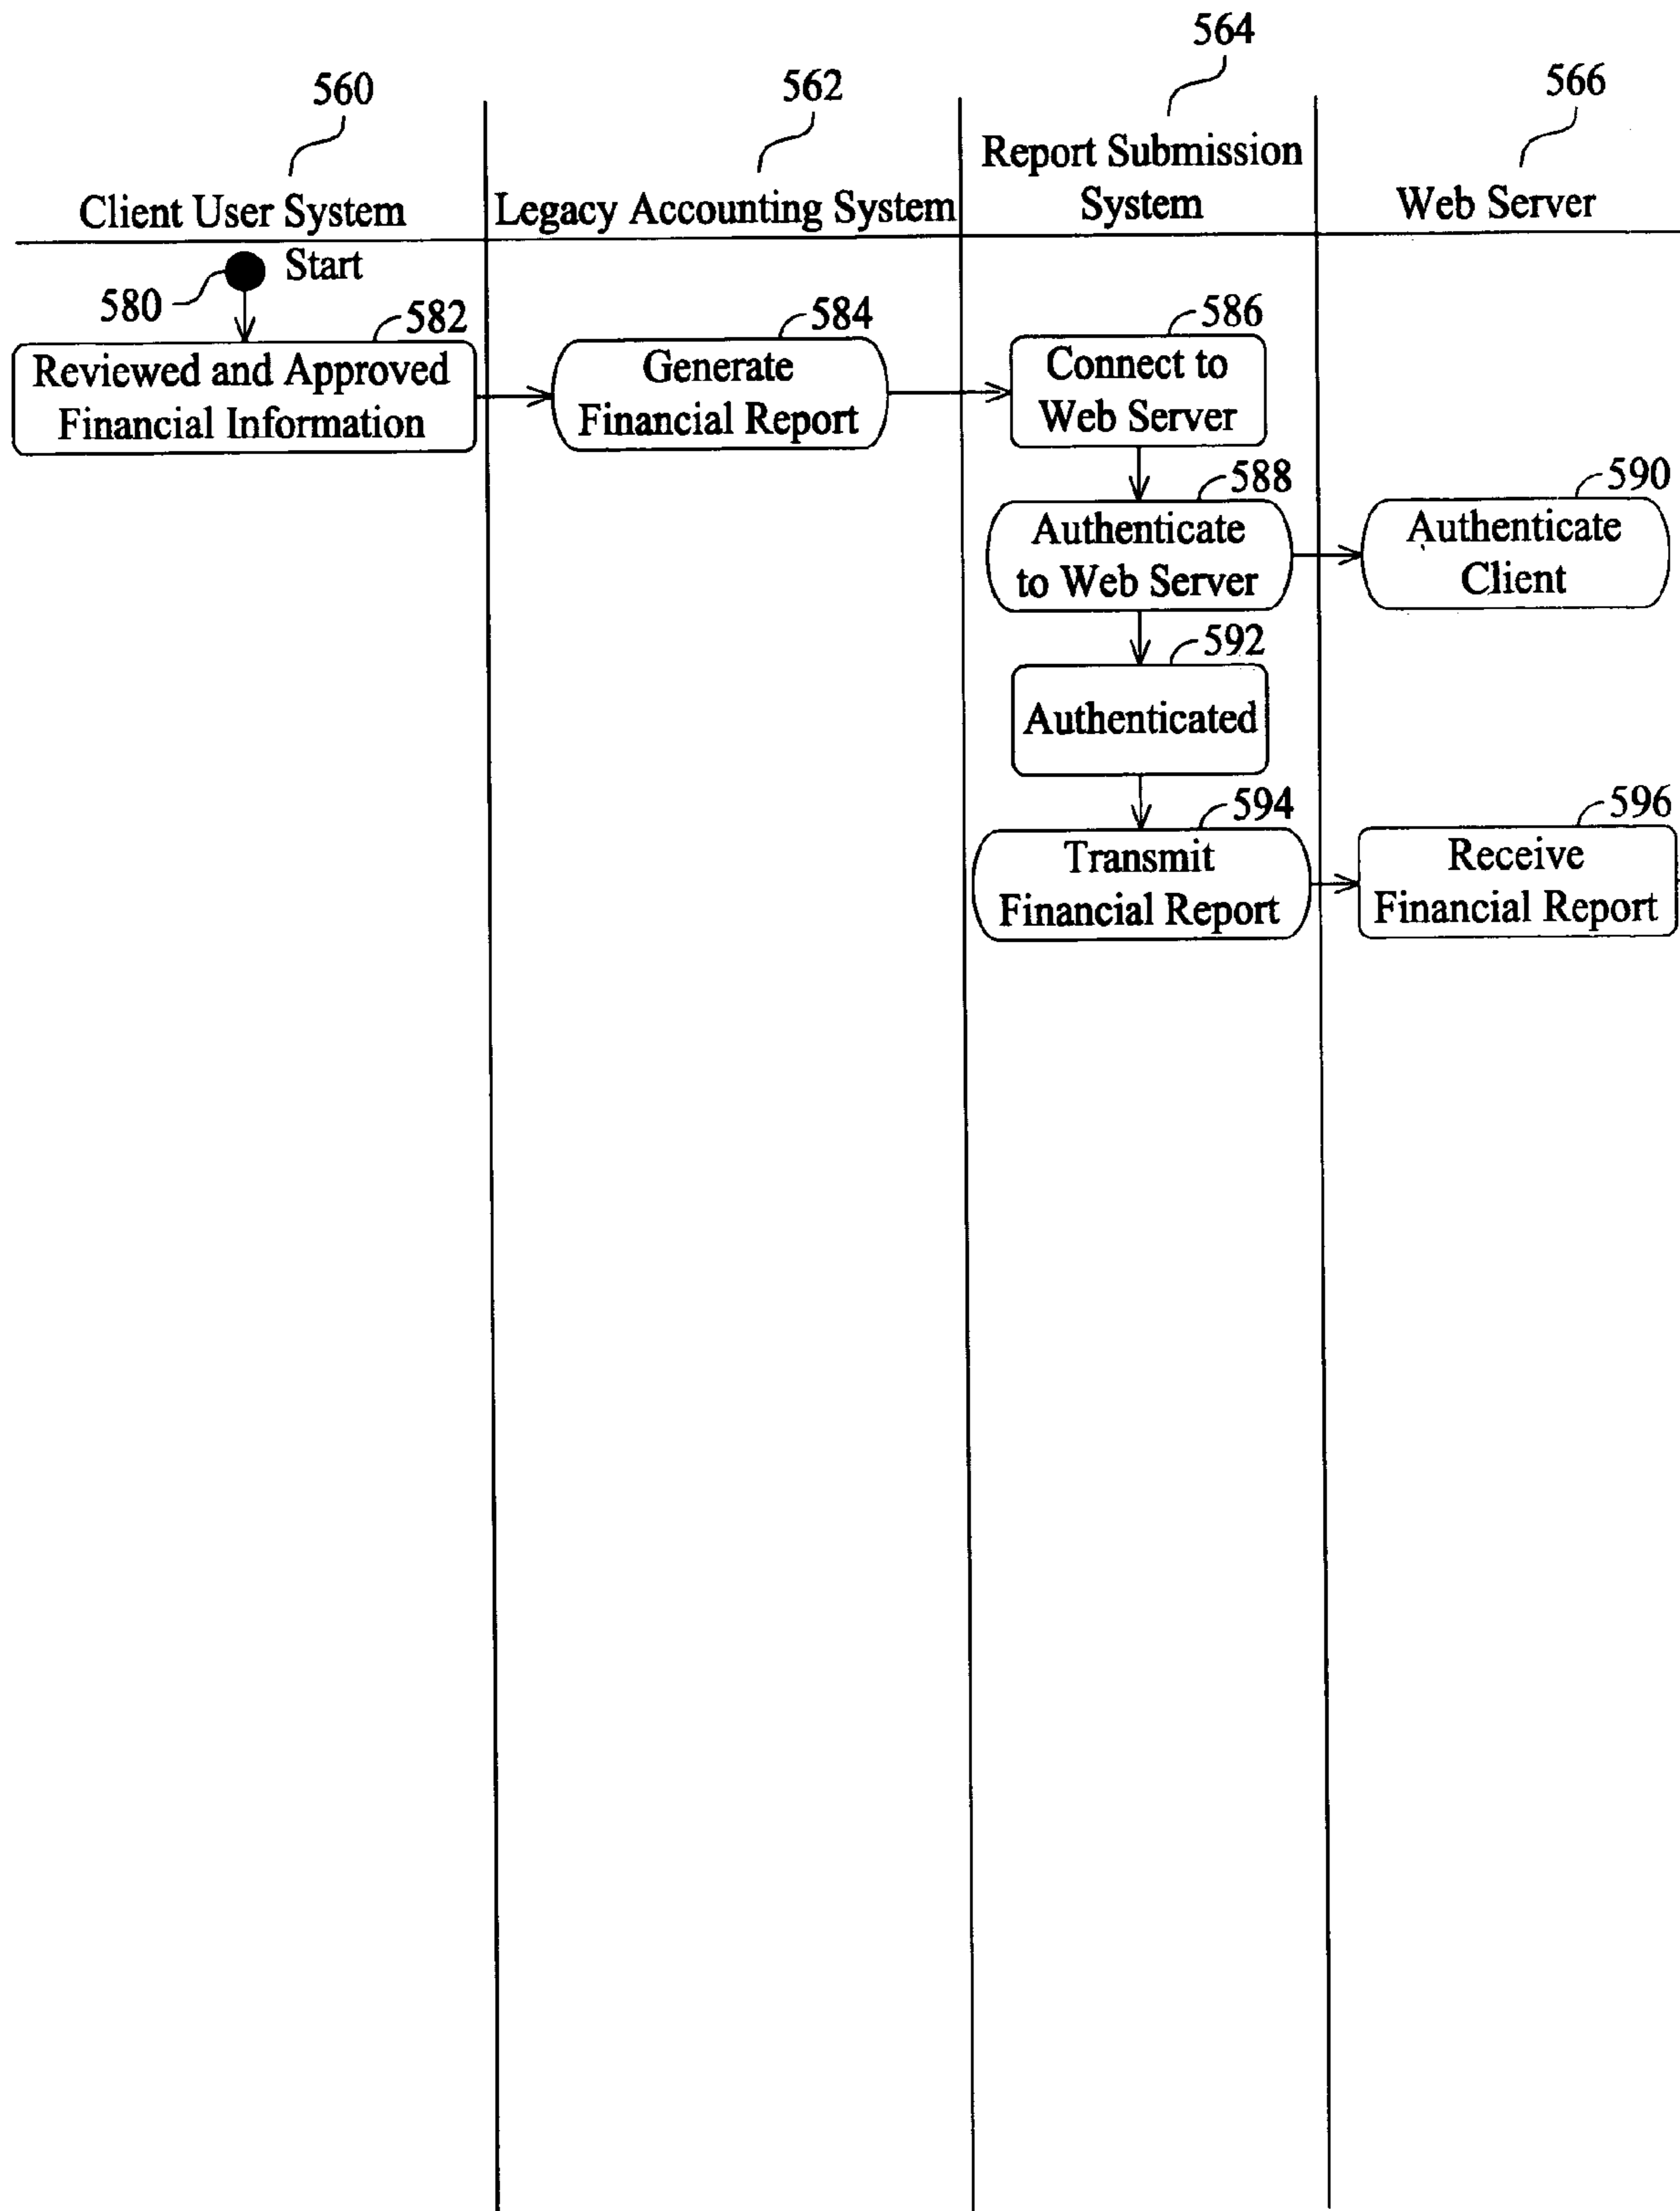 564
560
562
566
Report Submission
System
Client User System
Legacy Accounting System
Web Server
Start
580
582
Reviewed and Approved
Financial Information
584
Generate
Financial Report
586
Connect to
Web Server
588
Authenticate
to Web Server
590
Authenticate
Client
592
Authenticated
594
Transmit
Financial Report
596
Receive
Financial Report